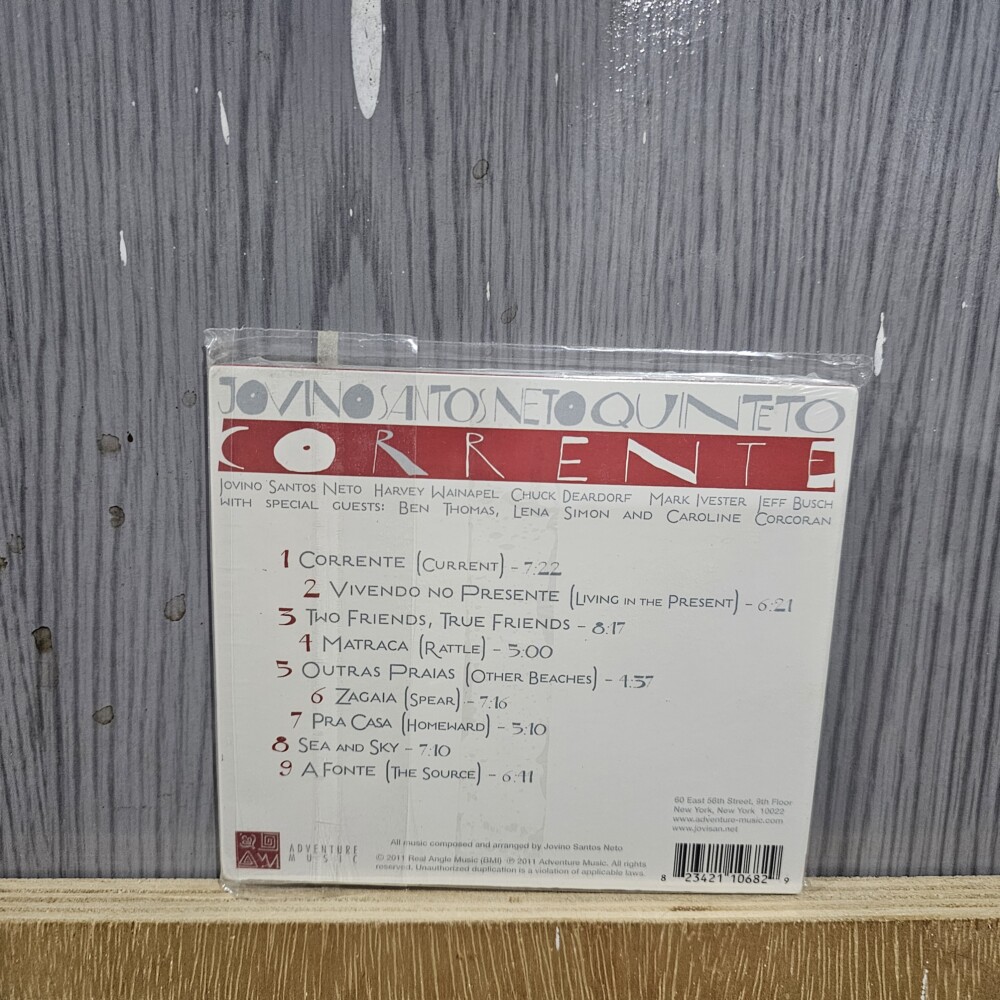 JOVINO SANTOS NETO QUINTETO
CORRENTE
JOVINO SANTOS NETO HARVEY WAINAPEL CHUCK DEARDORF MARK IVESTER JEFF BUSCH
WITH SPECIAL GUESTS: BEN THOMAS, LENA SIMON AND CAROLINE CORCORAN
1 CORRENTE (CURRENT) - 7:22
2 VIVENDO NO PRESENTE (LIVING IN THE PRESENT) - 6:21
3 TWO FRIENDS, TRUE FRIENDS - 8:17
4 MATRACA (RATTLE) - 5:00
5 OUTRAS PRAIAS (OTHER BEACHES) - 4:57
6 ZAGAIA (SPEAR) - 7:16
7 PRA CASA (HOMEWARD) - 5:10
8 SEA AND SKY - 7:10
9 A FONTE (THE SOURCE) - 6:41
60 East 56th Street, 9th Floor
New York, New York 10022
www.adventure-music.com
www.jovisan.net
ADVENTURE
MUSIC
All music composed and arranged by Jovino Santos Neto
© 2011 Real Angle Music (BMI) ℗ 2011 Adventure Music. All rights
reserved. Unauthorized duplication is a violation of applicable laws.
8 23421 10682 9